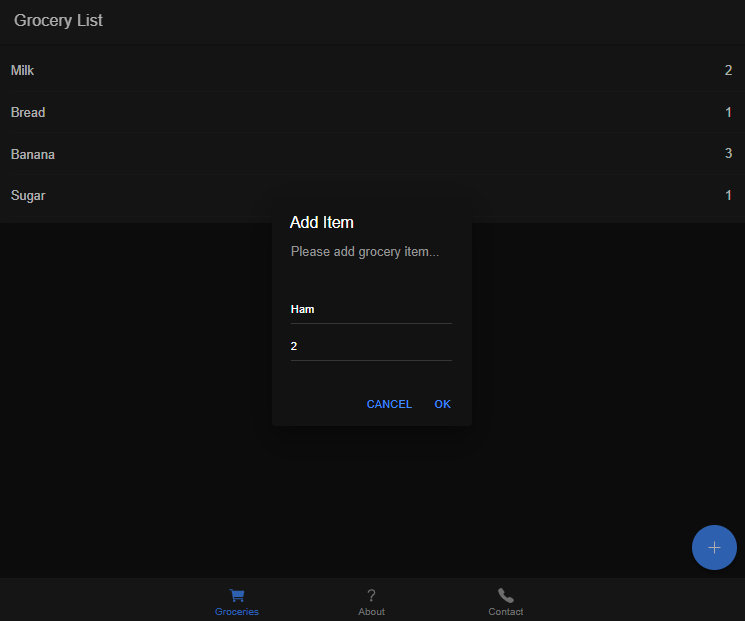 Grocery List
Milk 2
Bread 1
Banana 3
Sugar 1
Add Item
Please add grocery item...
Ham
2
CANCEL OK
Groceries About Contact